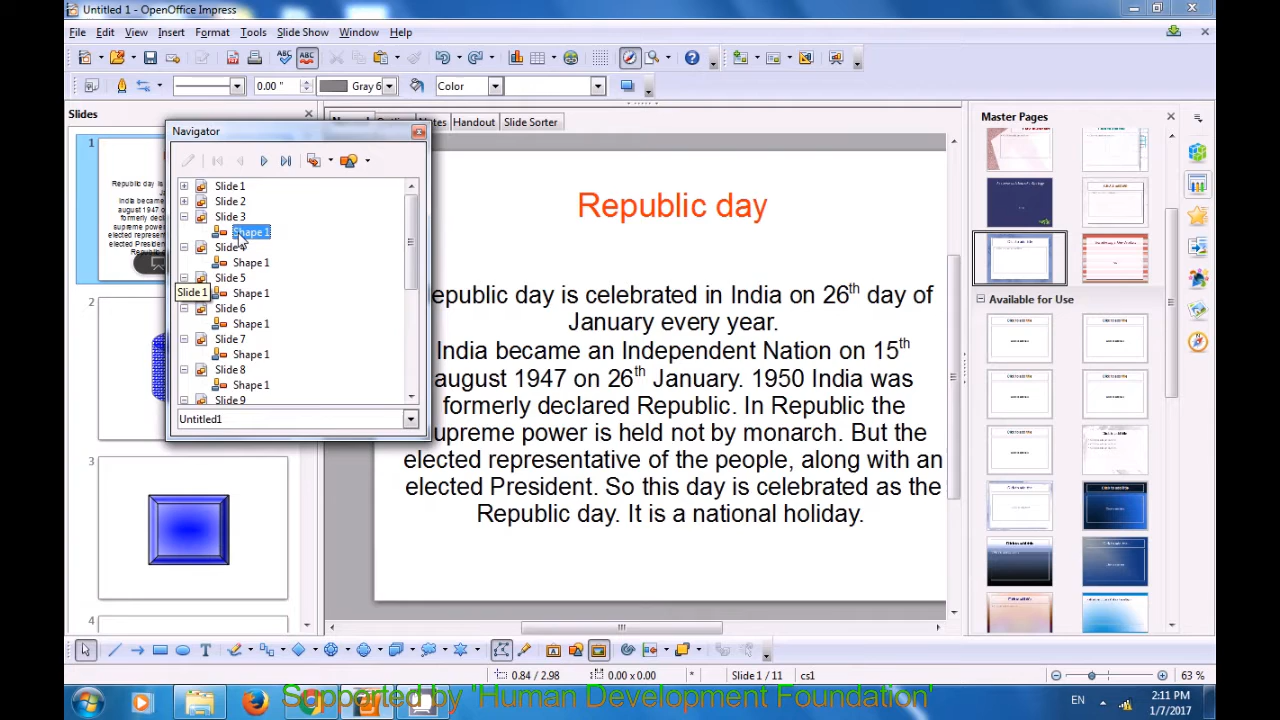 Untitled 1 - OpenOffice Impress
File Edit View Insert Format Tools Slide Show Window Help
0.00 " Gray 6 Color
Slides
Navigator
Slide 1
Slide 2
Slide 3
Shape 1
Slide 4
Shape 1
Slide 5
Slide 1
Shape 1
Slide 6
Shape 1
Slide 7
Shape 1
Slide 8
Shape 1
Slide 9
Untitled1
1
2
3
4
Notes Handout Slide Sorter
Republic day
epublic day is celebrated in India on 26th day of
January every year.
India became an Independent Nation on 15th
august 1947 on 26th January. 1950 India was
formerly declared Republic. In Republic the
supreme power is held not by monarch. But the
elected representative of the people, along with an
elected President. So this day is celebrated as the
Republic day. It is a national holiday.
Master Pages
Available for Use
0.84 / 2.98 0.00 x 0.00 * Slide 1 / 11 cs1 63 %
Supported by 'Human Development Foundation'
EN 2:11 PM
1/7/2017